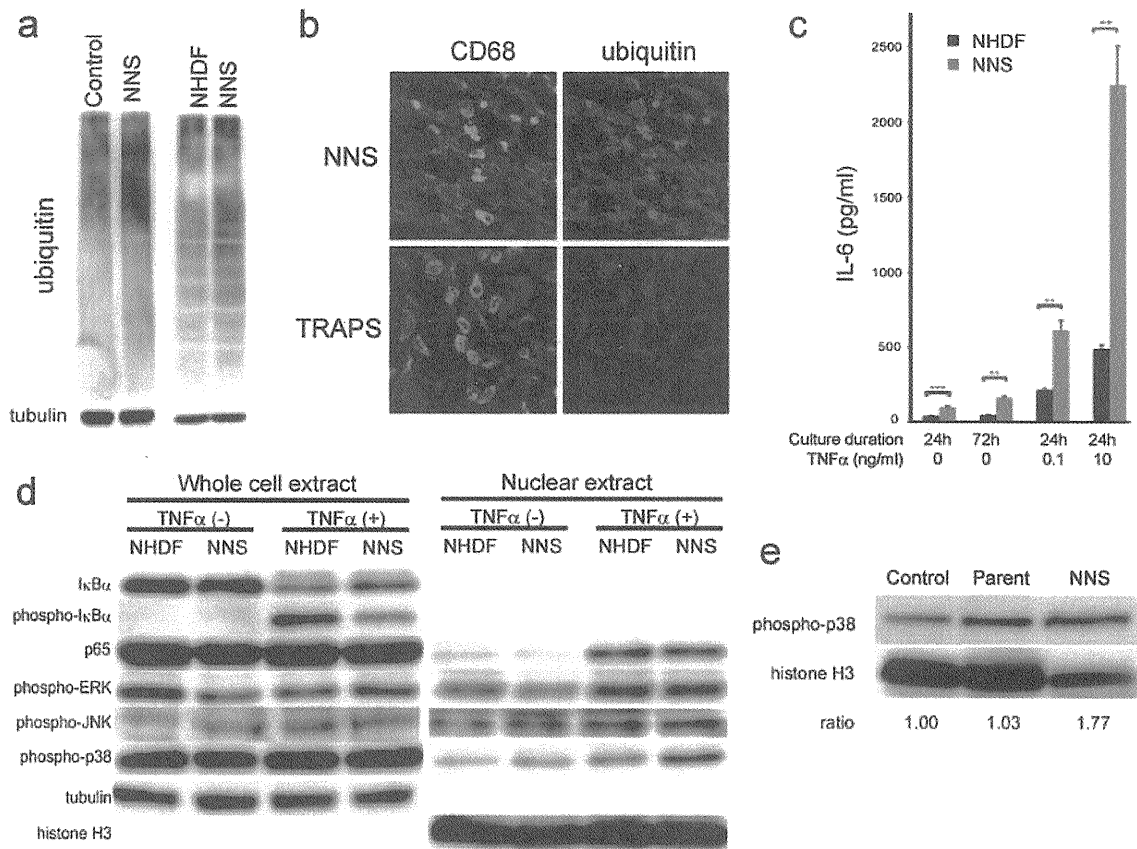 a
Control
NNS
NHDF
NNS
ubiquitin
tubulin
b
CD68 ubiquitin
NNS
TRAPS
c
NHDF
NNS
IL-6 (pg/ml)
2500
2000
1500
1000
500
0
***
**
**
**
Culture duration 24h 72h 24h 24h
TNFα (ng/ml) 0 0 0.1 10
d
Whole cell extract Nuclear extract
TNFα (-) TNFα (+) TNFα (-) TNFα (+)
NHDF NNS NHDF NNS NHDF NNS NHDF NNS
IκBα
phospho-IκBα
p65
phospho-ERK
phospho-JNK
phospho-p38
tubulin
histone H3
e
Control Parent NNS
phospho-p38
histone H3
ratio 1.00 1.03 1.77